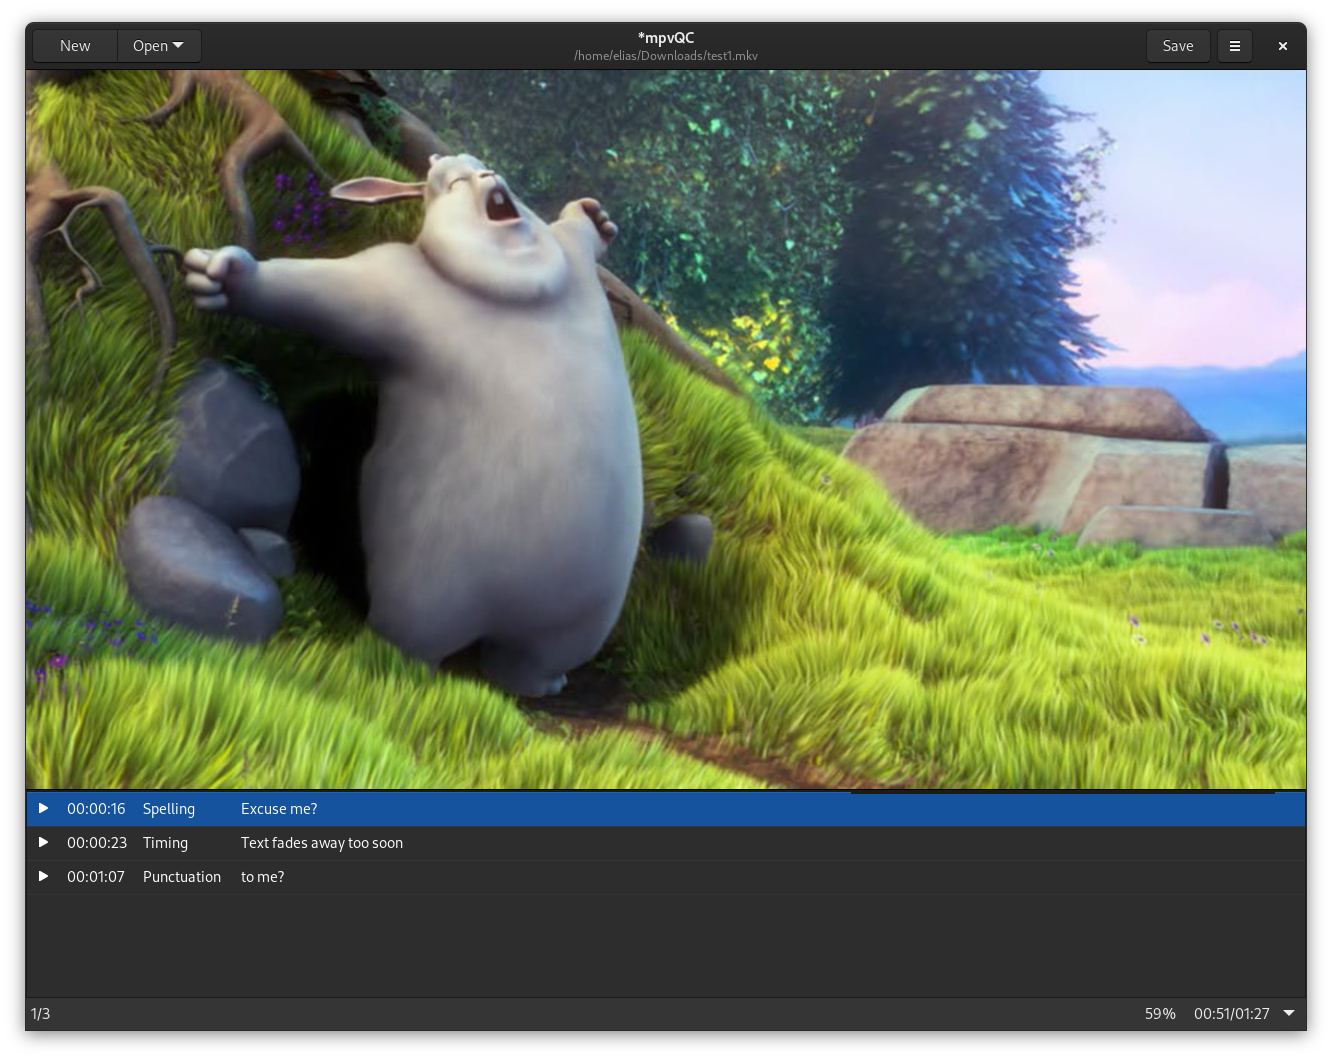 New Open *mpvQC Save
/home/elias/Downloads/test1.mkv
00:00:16 Spelling Excuse me?
00:00:23 Timing Text fades away too soon
00:01:07 Punctuation to me?
1/3 59% 00:51/01:27